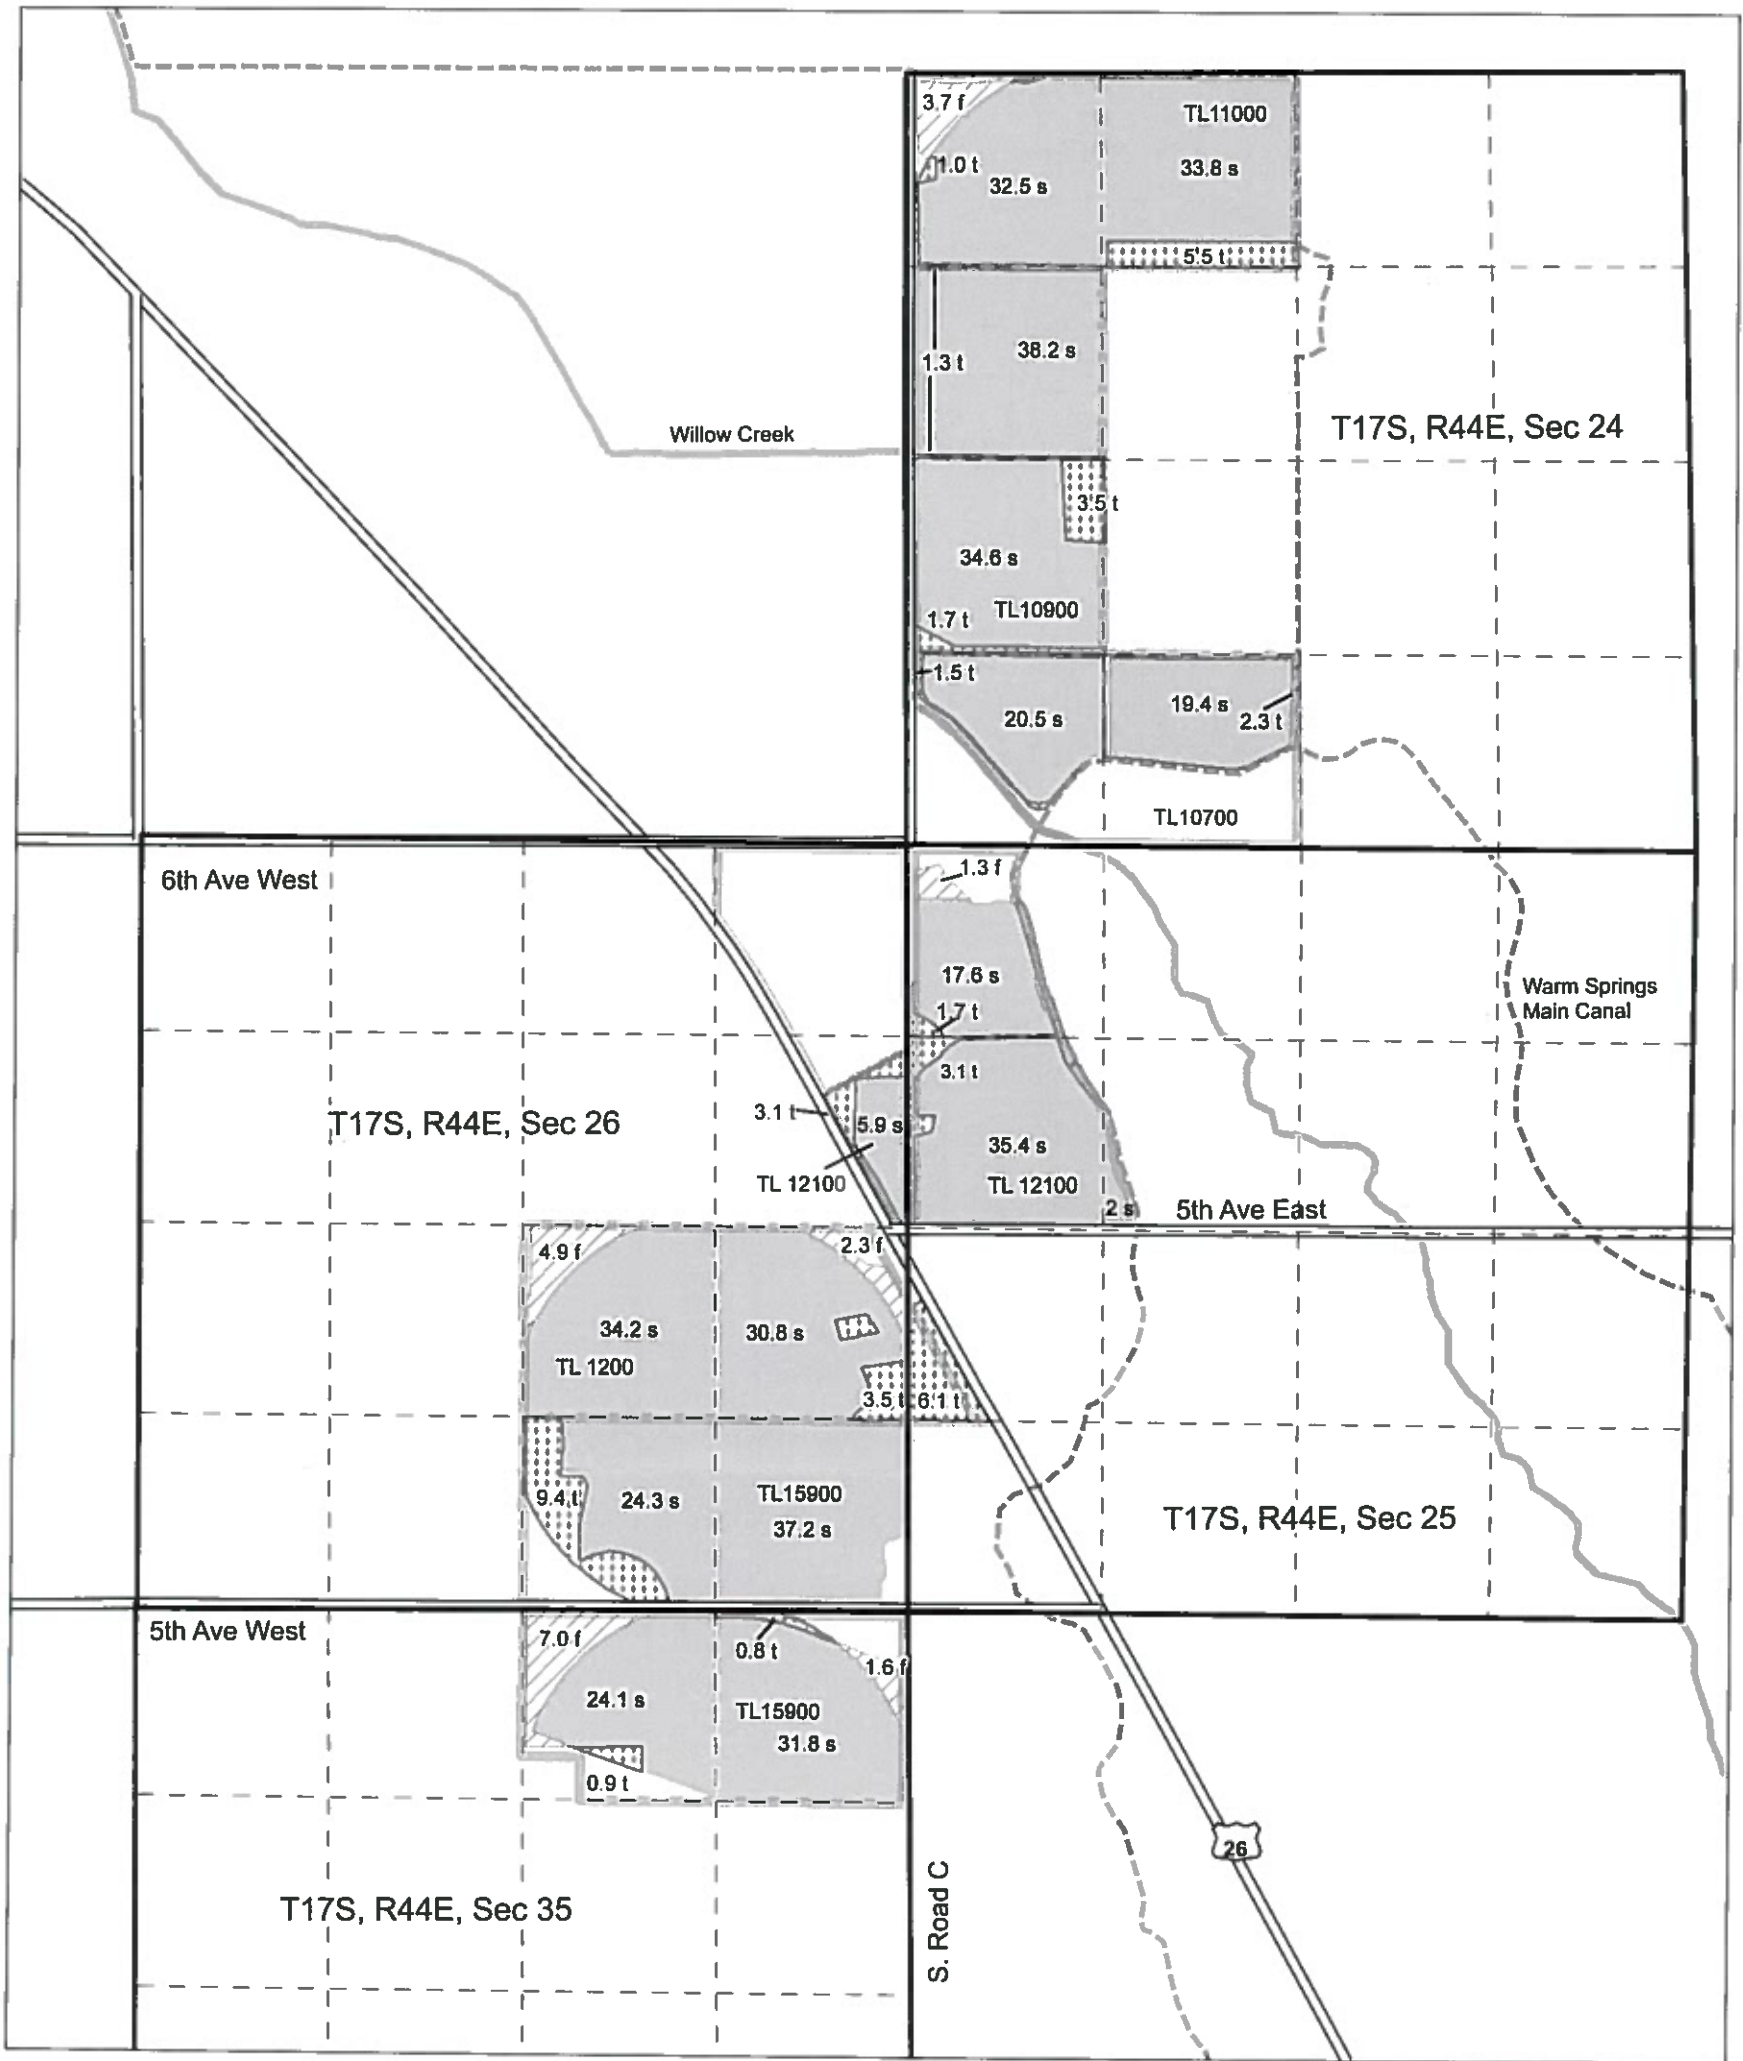 3.7 f
TL11000
1.0 t
33.8 s
32.5 s
5.5 t
38.2 s
1.3 t
T17S, R44E, Sec 24
Willow Creek
3.5 t
34.6 s
TL10900
1.7 t
1.5 t
19.4 s
20.5 s
2.3 t
TL10700
6th Ave West
1.3 f
17.6 s
Warm Springs
Main Canal
1.7 t
3.1 t
3.1 t
T17S, R44E, Sec 26
5.9 s
35.4 s
TL 12100
TL 12100
2 s
5th Ave East
4.9 f
2.3 f
34.2 s
30.8 s
TL 1200
3.5 t
6.1 t
9.4 t
24.3 s
TL15900
37.2 s
T17S, R44E, Sec 25
5th Ave West
7.0 f
0.8 t
1.6 f
24.1 s
TL15900
31.8 s
0.9 t
26
T17S, R44E, Sec 35
S. Road C